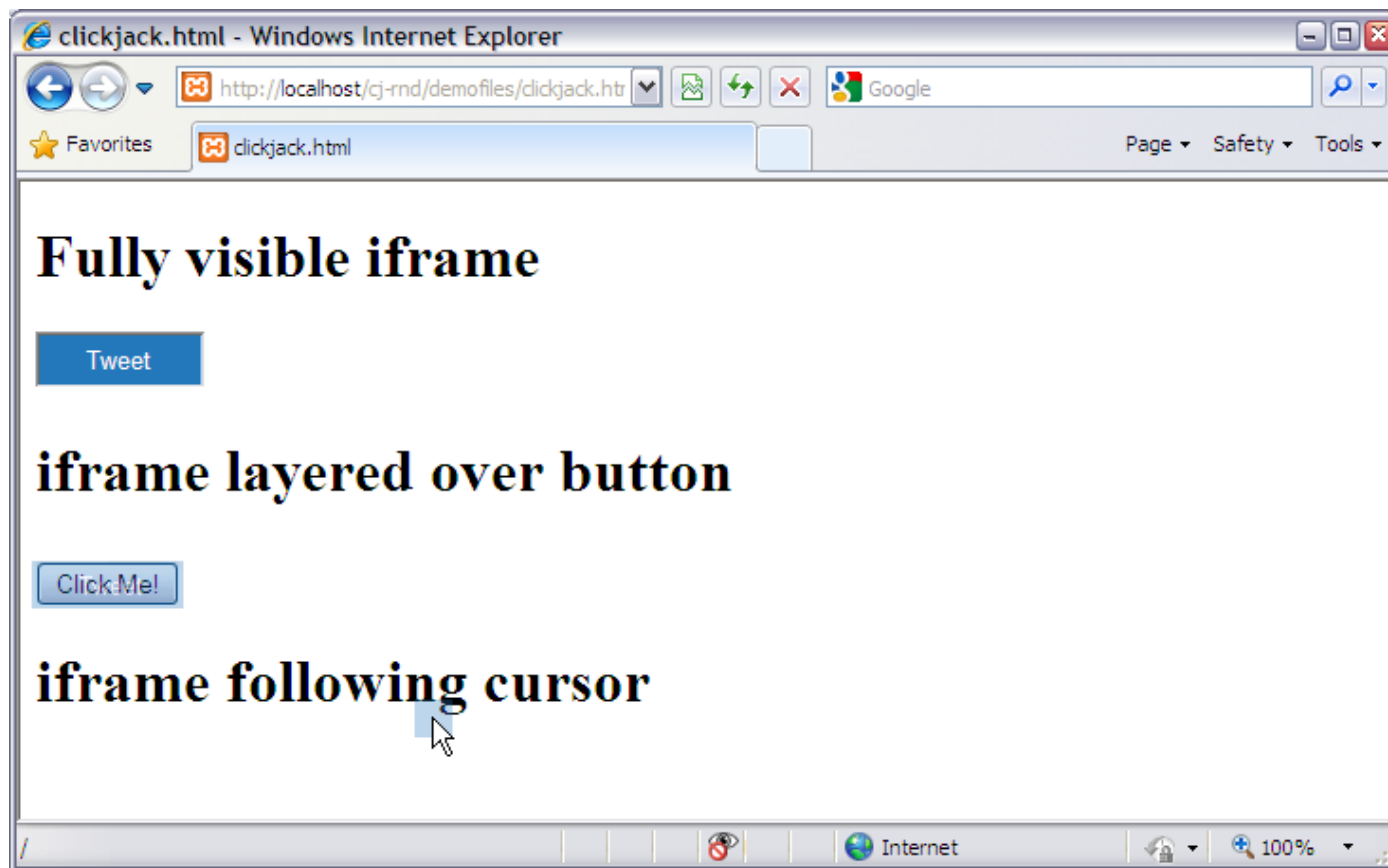 clickjack.html - Windows Internet Explorer
http://localhost/cj-rnd/demofiles/clickjack.htr
Google
Favorites
clickjack.html
Page
Safety
Tools
Fully visible iframe
Tweet
iframe layered over button
Click Me!
iframe following cursor
/
Internet
100%